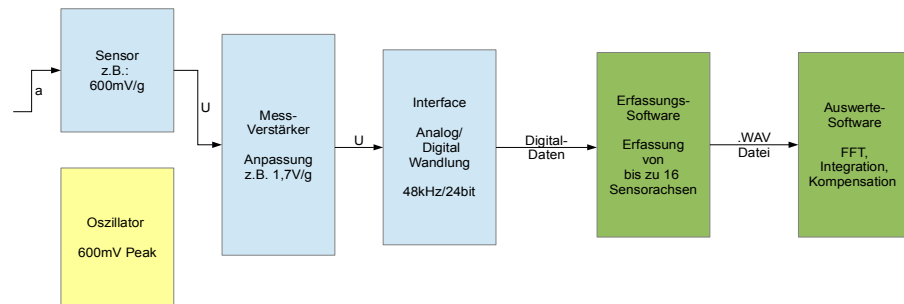 Sensor
z.B.:
600mV/g
a
U
Mess-
Verstärker
Anpassung
z.B. 1,7V/g
U
Interface
Analog/
Digital
Wandlung
48kHz/24bit
Digital-
Daten
Erfassungs-
Software
Erfassung
von
bis zu 16
Sensorachsen
.WAV
Datei
Auswerte-
Software
FFT,
Integration,
Kompensation
Oszillator
600mV Peak